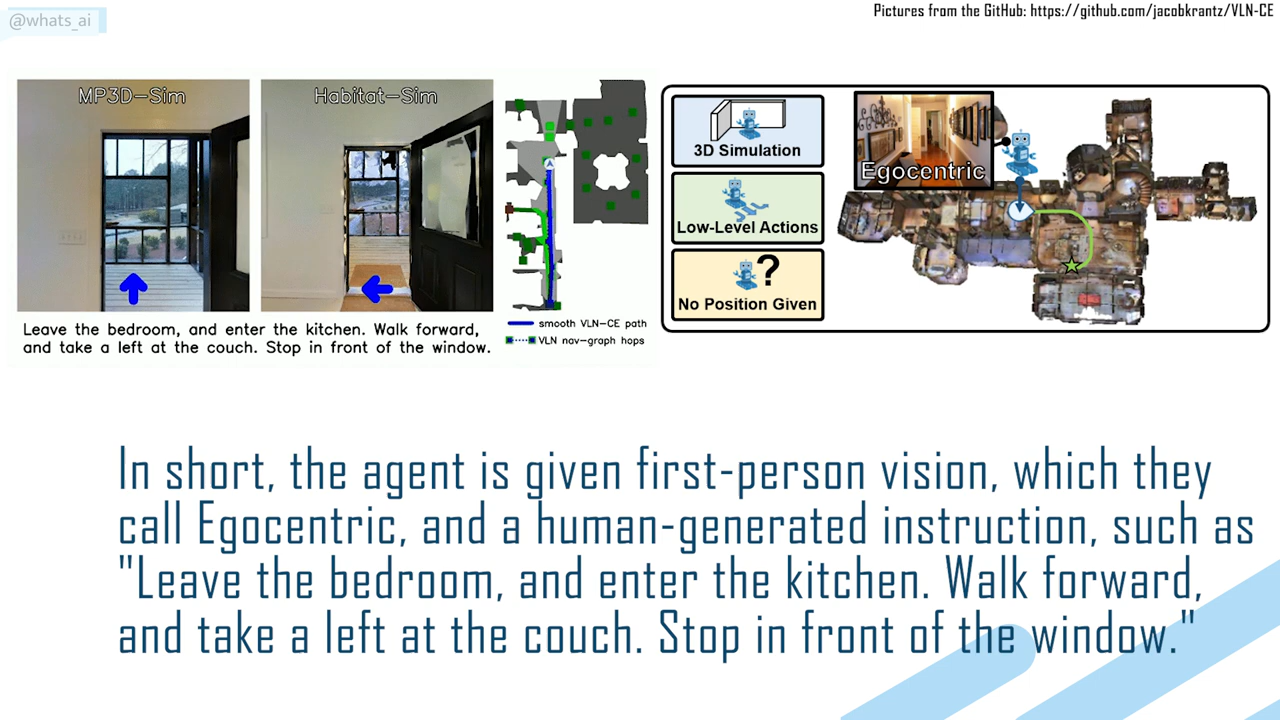 @whats_ai
Pictures from the GitHub: https://github.com/jacobkrantz/VLN-CE
MP3D-Sim
Habitat-Sim
Leave the bedroom, and enter the kitchen. Walk forward,
and take a left at the couch. Stop in front of the window.
smooth VLN-CE path
VLN nav-graph hops
3D Simulation
Low-Level Actions
?
No Position Given
Egocentric
In short, the agent is given first-person vision, which they
call Egocentric, and a human-generated instruction, such as
"Leave the bedroom, and enter the kitchen. Walk forward,
and take a left at the couch. Stop in front of the window."